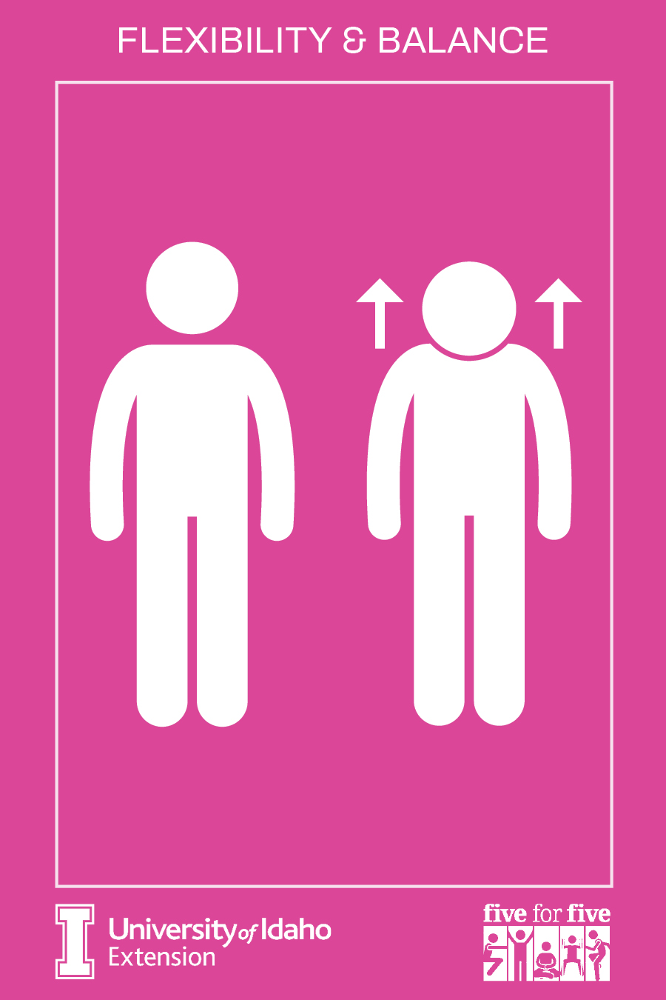 FLEXIBILITY & BALANCE
University of Idaho
Extension
five for five